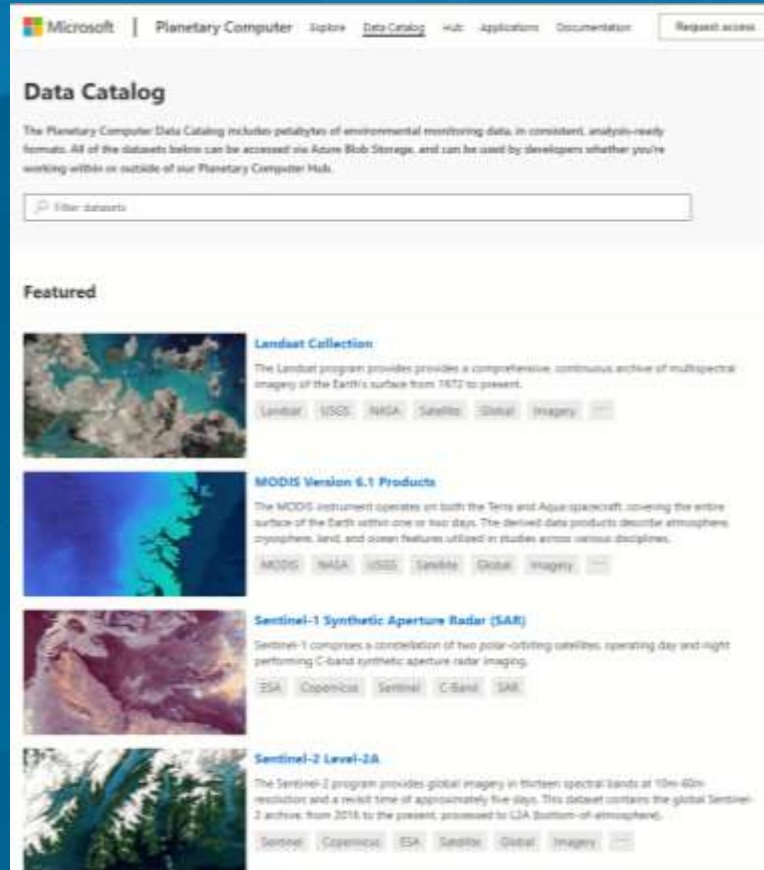 Microsoft | Planetary Computer Explore Data Catalog Hub Applications Documentation Request access
Data Catalog
The Planetary Computer Data Catalog includes petabytes of environmental monitoring data, in consistent, analysis-ready
formats. All of the datasets below can be accessed via Azure Blob Storage, and can be used by developers whether you're
working within or outside of our Planetary Computer Hub.
Filter datasets
Featured
Landsat Collection
The Landsat program provides provides a comprehensive, continuous archive of multispectral
imagery of the Earth's surface from 1972 to present.
Landsat USGS NASA Satellite Global Imagery ...
MODIS Version 6.1 Products
The MODIS instrument operates on both the Terra and Aqua spacecraft, covering the entire
surface of the Earth within one or two days. The derived data products describe atmosphere,
cryosphere, land, and ocean features utilized in studies across various disciplines.
MODIS NASA USGS Satellite Global Imagery ...
Sentinel-1 Synthetic Aperture Radar (SAR)
Sentinel-1 comprises a constellation of two polar-orbiting satellites, operating day and night
performing C-band synthetic aperture radar imaging.
ESA Copernicus Sentinel C-Band SAR
Sentinel-2 Level-2A
The Sentinel-2 program provides global imagery in thirteen spectral bands at 10m-60m
resolution and a revisit time of approximately five days. This dataset contains the global Sentinel-
2 archive, from 2016 to the present, processed to L2A (bottom-of-atmosphere).
Sentinel Copernicus ESA Satellite Global Imagery ...